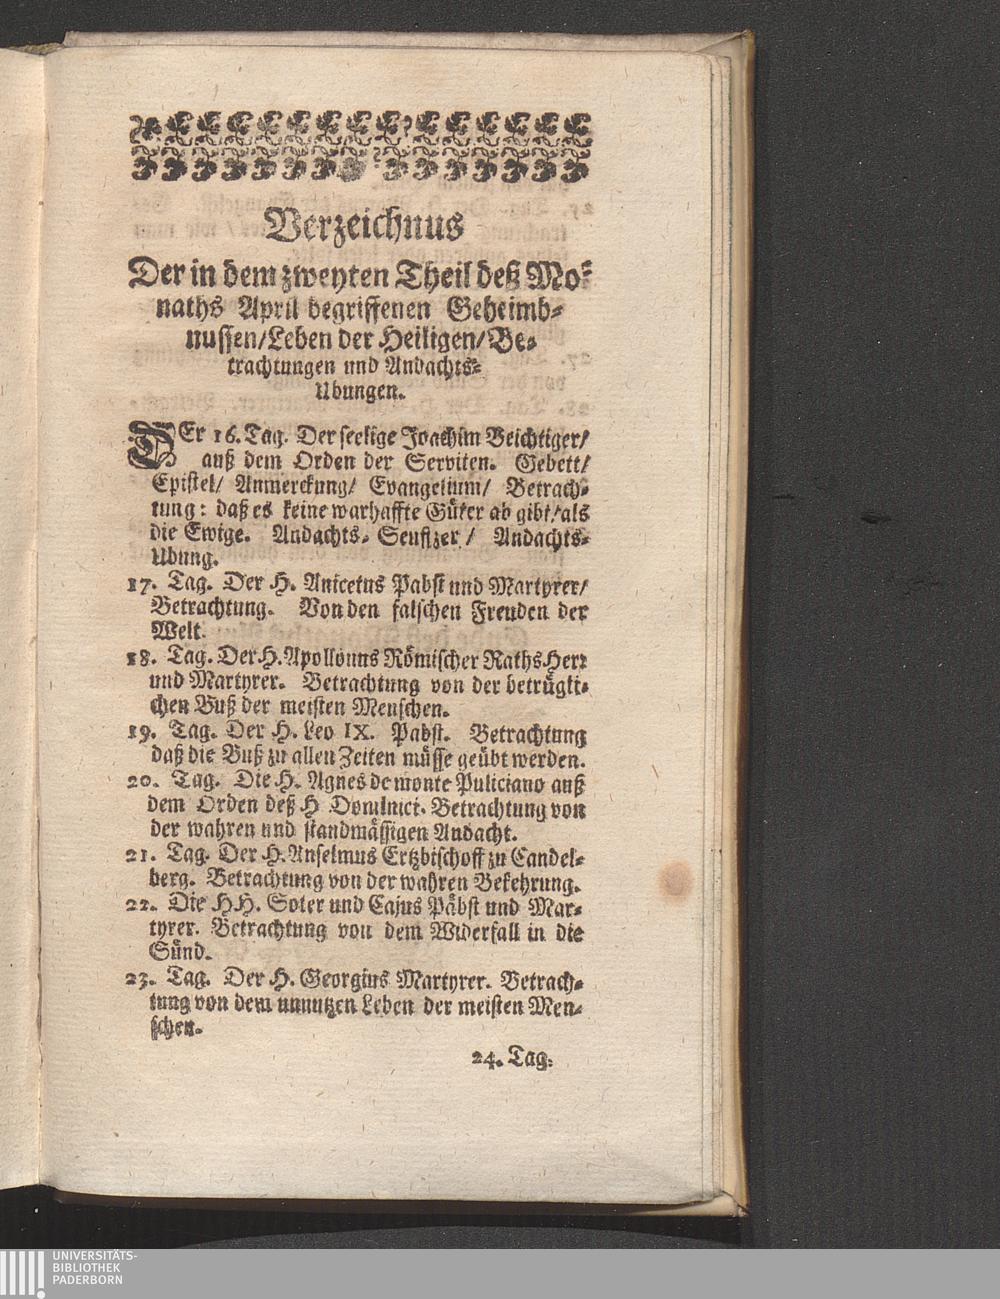 Verzeichnus
Der in dem zweyten Theil deß Mo-
naths April begriffenen Geheimb-
nussen/Leben der Heiligen/Be-
trachtungen und Andachts-
Ubungen.
DEr 16. Tag. Der seelige Joachim Beichtiger/
auß dem Orden der Serviten. Gebett/
Epistel/ Anmerckung/ Evangelium/ Betrach-
tung: daß es keine warhaffte Güter ab gibt/als
die Ewige. Andachts- Seufftzer / Andachts-
Ubung.
17. Tag. Der H. Anicetus Pabst und Martyrer/
Betrachtung. Von den falschen Freuden der
Welt.
18. Tag. Der H. Apollonus Römischer Raths Herr
und Martyrer. Betrachtung von der betrügli-
chen Buß der meisten Menschen.
19. Tag. Der H. Leo IX. Pabst. Betrachtung
daß die Buß zu allen Zeiten müsse geübt werden.
20. Tag. Die H. Agnes de monte Puliciano auß
dem Orden deß H Dominici. Betrachtung von
der wahren und standmässigen Andacht.
21. Tag. Der H. Anselmus Ertzbischoff zu Candel-
berg. Betrachtung von der wahren Bekehrung.
22. Die HH. Soter und Cajus Päbst und Mar-
tyrer. Betrachtung von dem Widerfall in die
Sünd.
23. Tag. Der H. Georgius Martyrer. Betrach-
tung von dem unnutzen Leben der meisten Men-
schen.
24. Tag.
UNIVERSITÄTS-
BIBLIOTHEK
PADERBORN